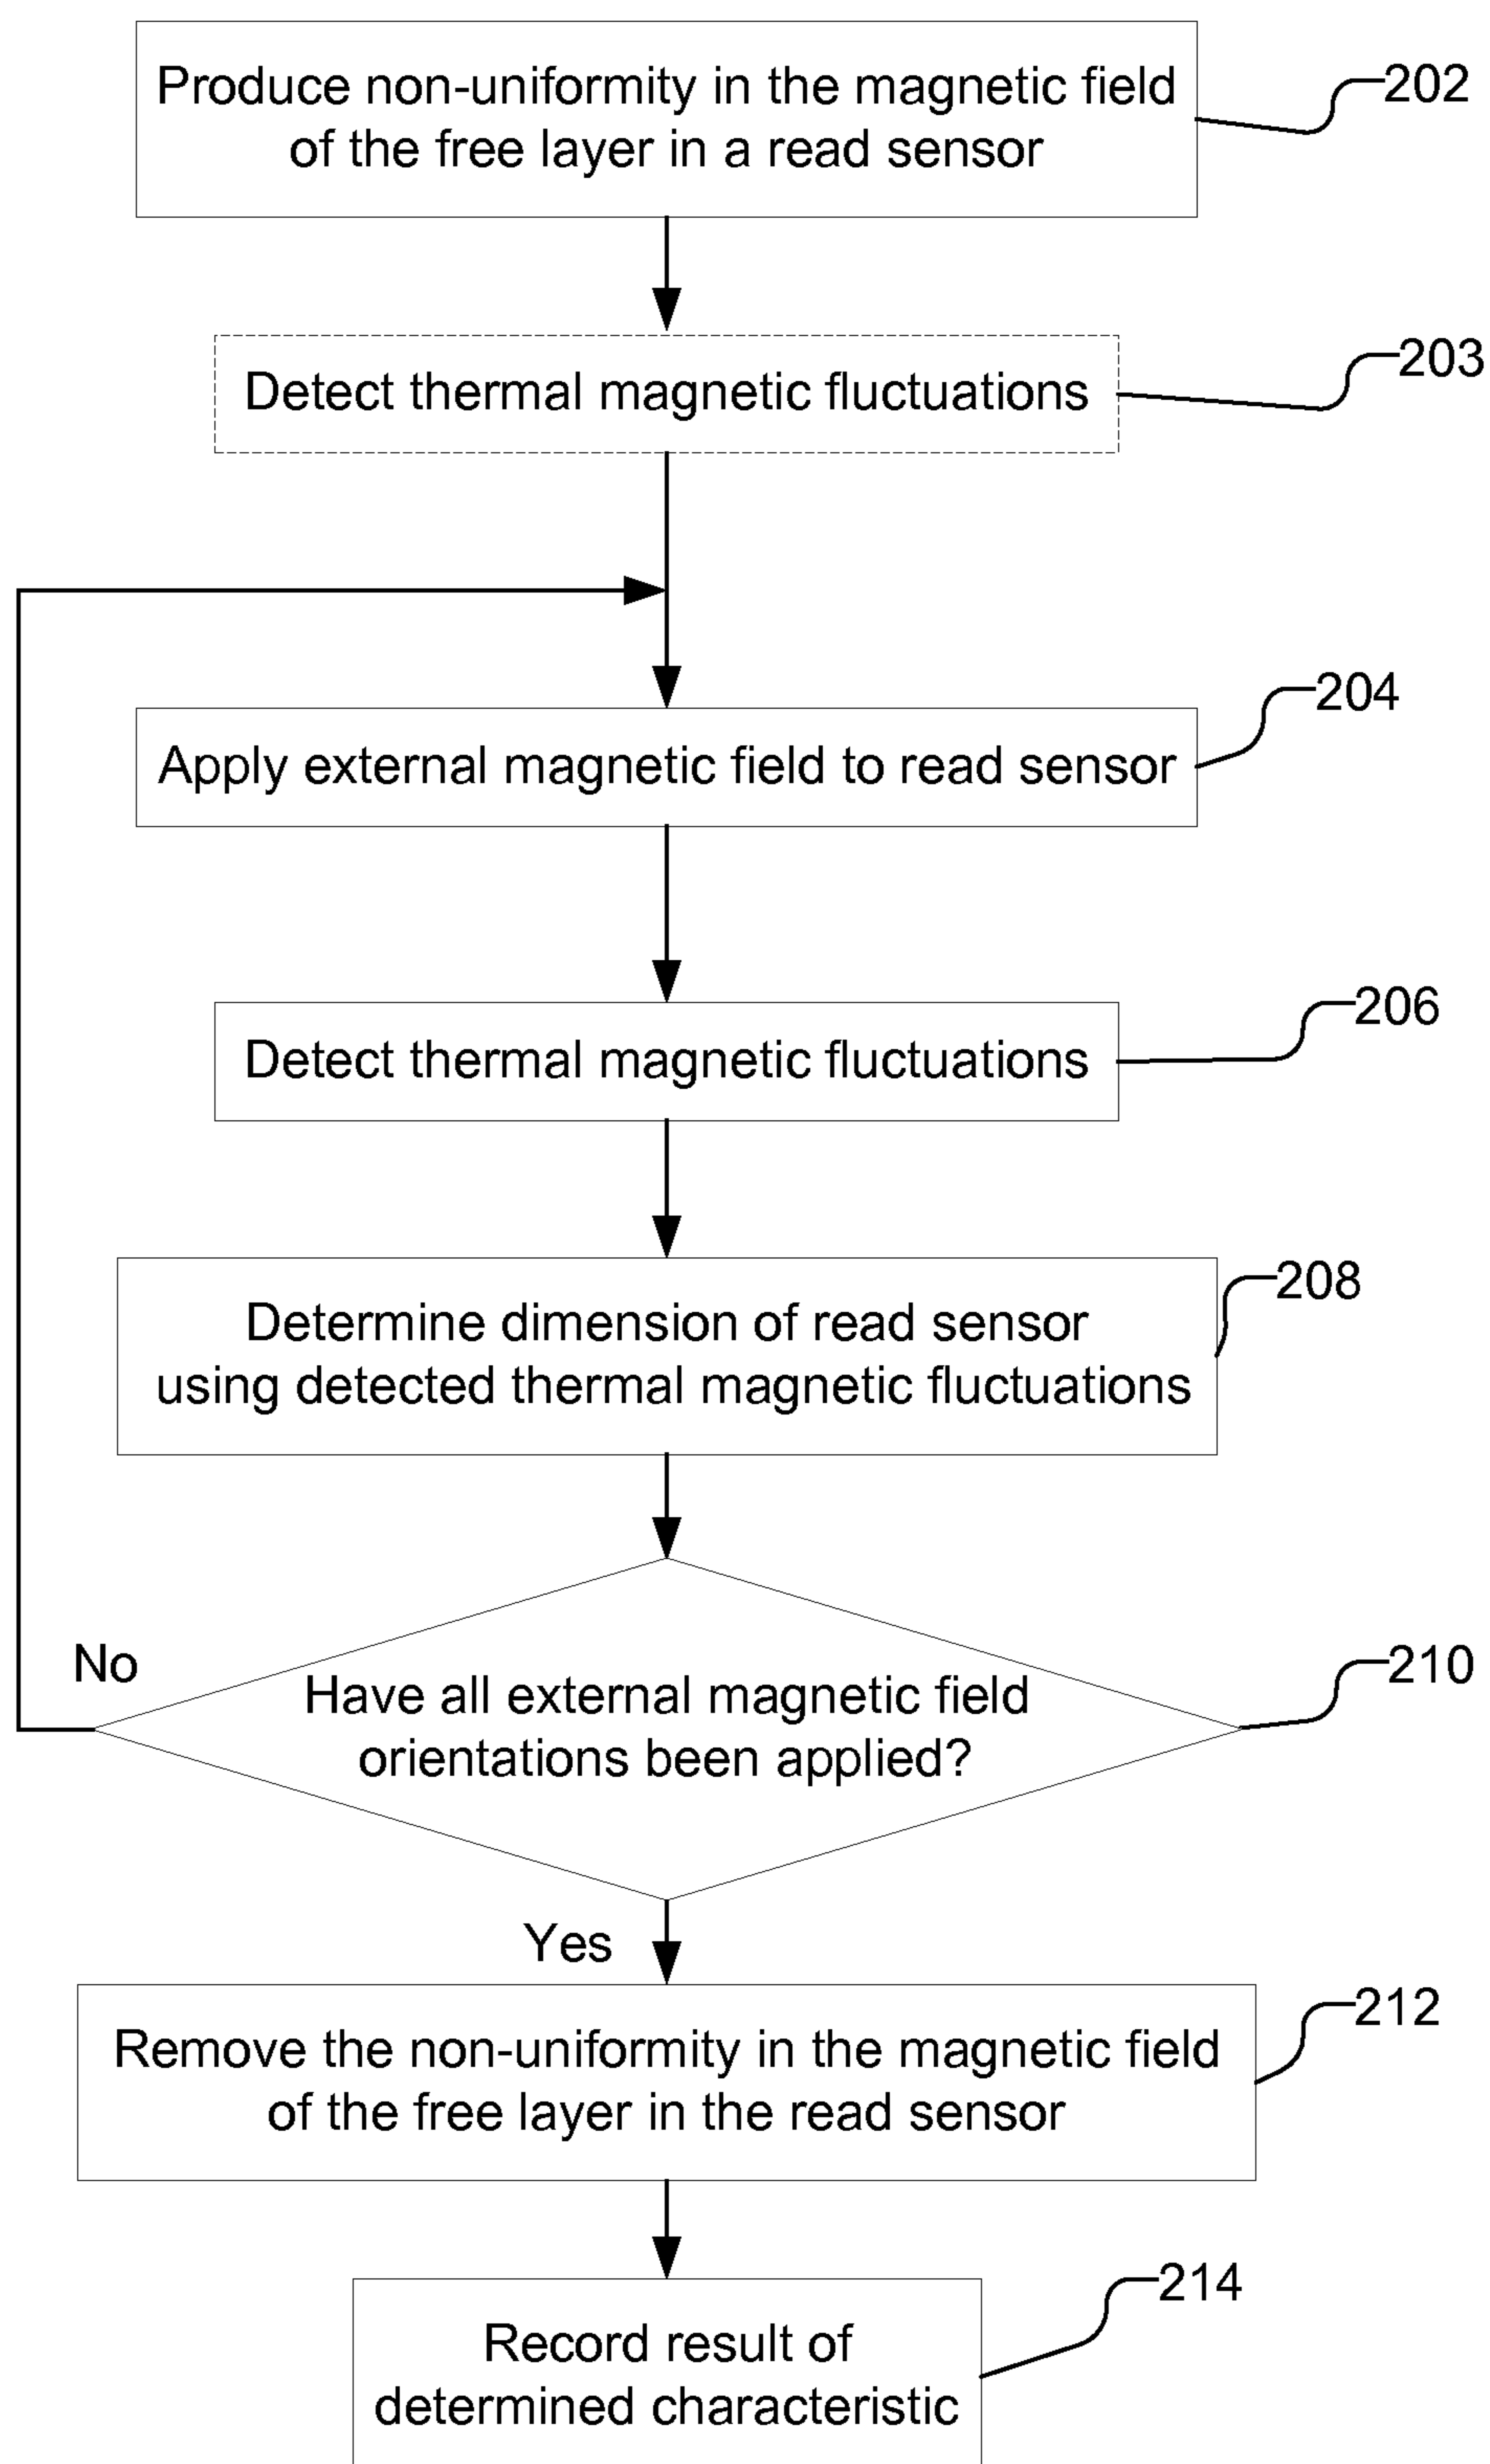 Produce non-uniformity in the magnetic field
of the free layer in a read sensor
202
Detect thermal magnetic fluctuations
203
Apply external magnetic field to read sensor
204
Detect thermal magnetic fluctuations
206
Determine dimension of read sensor
using detected thermal magnetic fluctuations
208
Have all external magnetic field
orientations been applied?
210
No
Yes
Remove the non-uniformity in the magnetic field
of the free layer in the read sensor
212
Record result of
determined characteristic
214